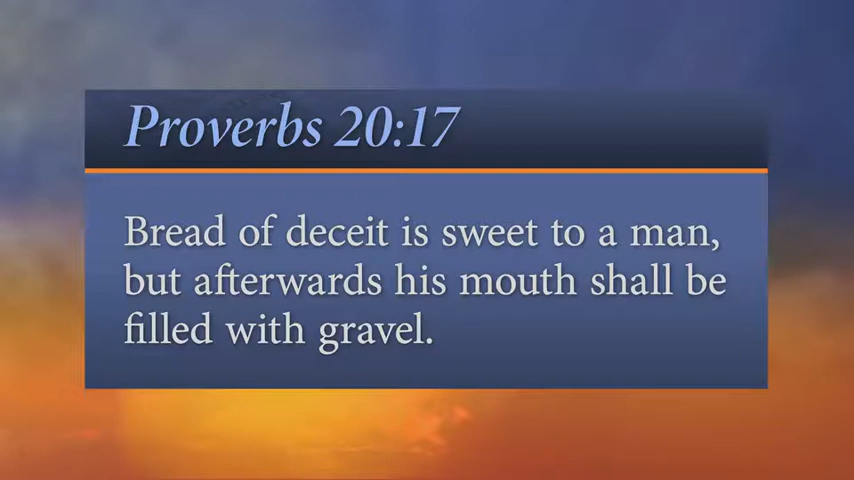 Proverbs 20:17
Bread of deceit is sweet to a man,
but afterwards his mouth shall be
filled with gravel.